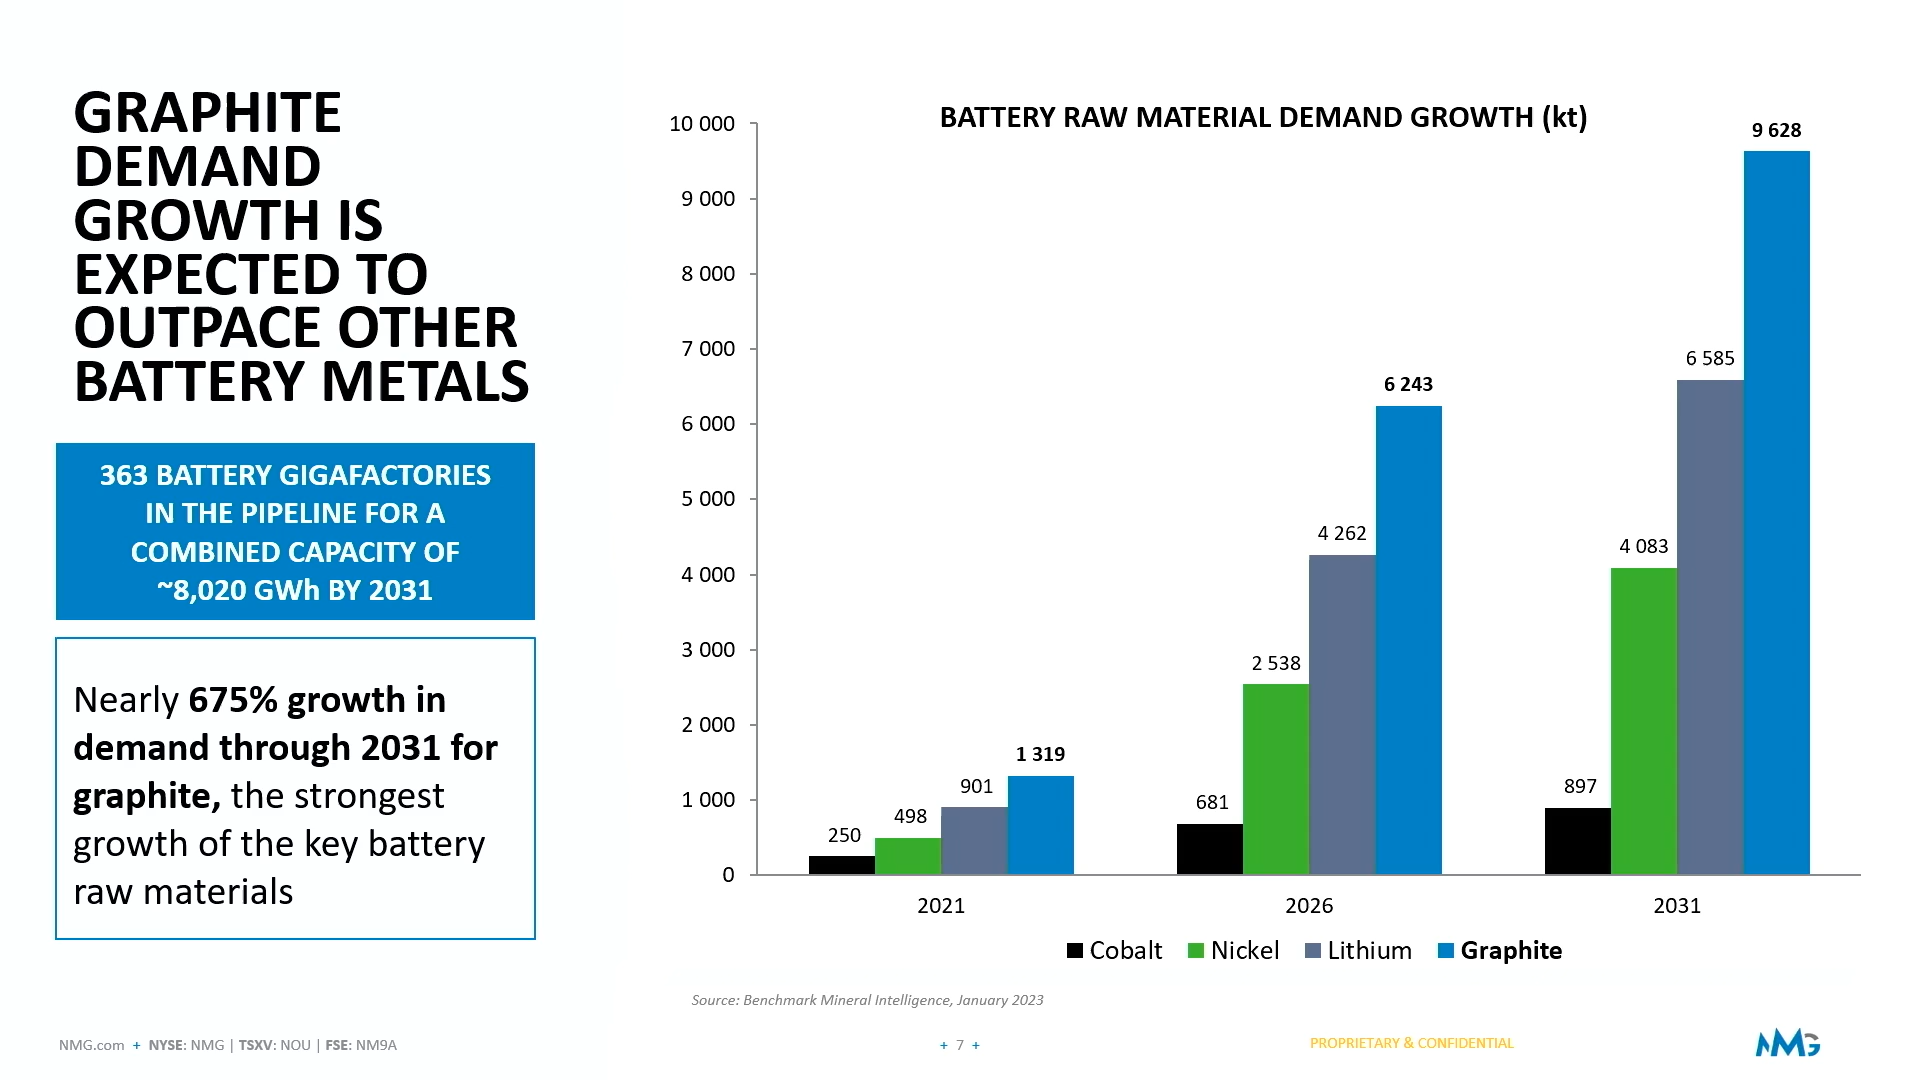 GRAPHITE
DEMAND
GROWTH IS
EXPECTED TO
OUTPACE OTHER
BATTERY METALS
363 BATTERY GIGAFACTORIES
IN THE PIPELINE FOR A
COMBINED CAPACITY OF
~8,020 GWh BY 2031
Nearly 675% growth in
demand through 2031 for
graphite, the strongest
growth of the key battery
raw materials
BATTERY RAW MATERIAL DEMAND GROWTH (kt)
10 000
9 000
8 000
7 000
6 000
5 000
4 000
3 000
2 000
1 000
0
250
498
901
1 319
681
2 538
4 262
6 243
897
4 083
6 585
9 628
2021
2026
2031
Cobalt
Nickel
Lithium
Graphite
Source: Benchmark Mineral Intelligence, January 2023
NMG.com + NYSE: NMG | TSXV: NOU | FSE: NM9A
+ 7 +
PROPRIETARY & CONFIDENTIAL
NMG